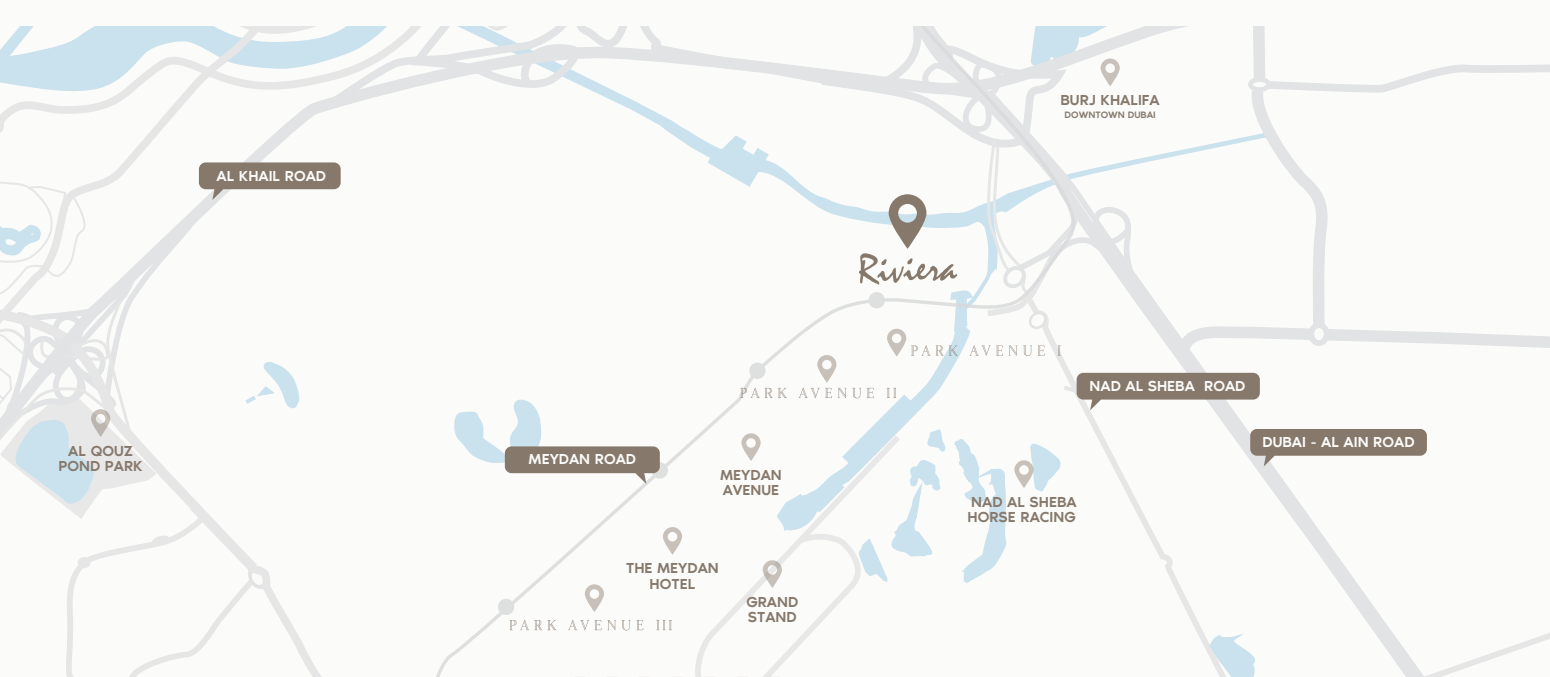 BURJ KHALIFA
DOWNTOWN DUBAI
AL KHAIL ROAD
Riviera
PARK AVENUE I
NAD AL SHEBA ROAD
PARK AVENUE II
DUBAI - AL AIN ROAD
AL QOUZ
POND PARK
MEYDAN ROAD
MEYDAN
AVENUE
NAD AL SHEBA
HORSE RACING
THE MEYDAN
HOTEL
GRAND
STAND
PARK AVENUE III